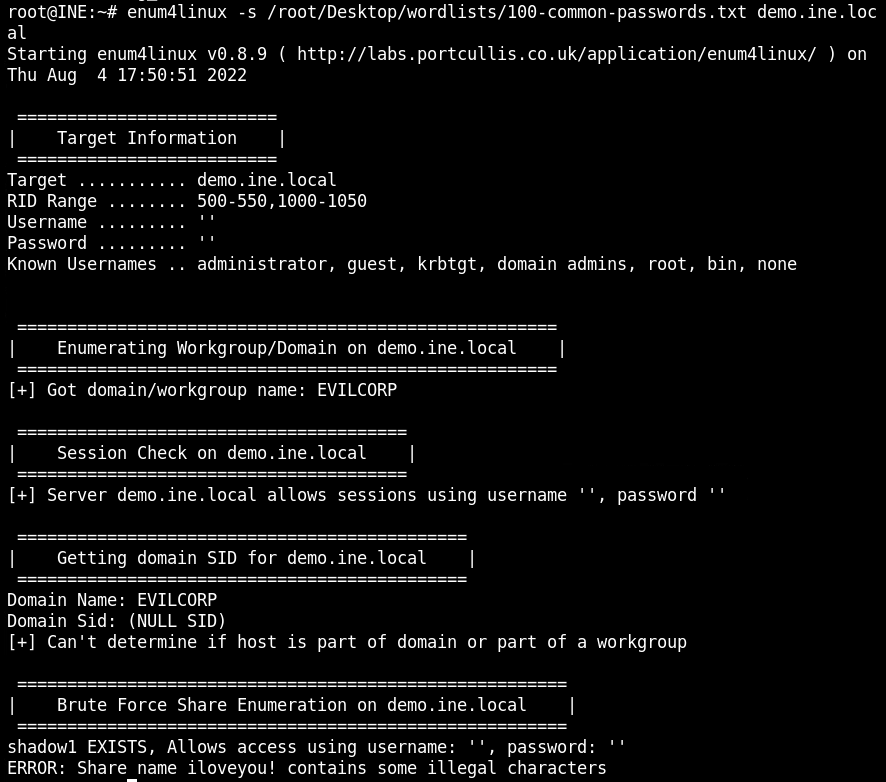 root@INE:~# enum4linux -s /root/Desktop/wordlists/100-common-passwords.txt demo.ine.loc
al
Starting enum4linux v0.8.9 ( http://labs.portcullis.co.uk/application/enum4linux/ ) on
Thu Aug  4 17:50:51 2022

 ==========================
|    Target Information    |
 ==========================
Target ........... demo.ine.local
RID Range ........ 500-550,1000-1050
Username ......... ''
Password ......... ''
Known Usernames .. administrator, guest, krbtgt, domain admins, root, bin, none


 ======================================================
|    Enumerating Workgroup/Domain on demo.ine.local    |
 ======================================================
[+] Got domain/workgroup name: EVILCORP

 =======================================
|    Session Check on demo.ine.local    |
 =======================================
[+] Server demo.ine.local allows sessions using username '', password ''

 =============================================
|    Getting domain SID for demo.ine.local    |
 =============================================
Domain Name: EVILCORP
Domain Sid: (NULL SID)
[+] Can't determine if host is part of domain or part of a workgroup

 =======================================================
|    Brute Force Share Enumeration on demo.ine.local    |
 =======================================================
shadow1 EXISTS, Allows access using username: '', password: ''
ERROR: Share name iloveyou! contains some illegal characters